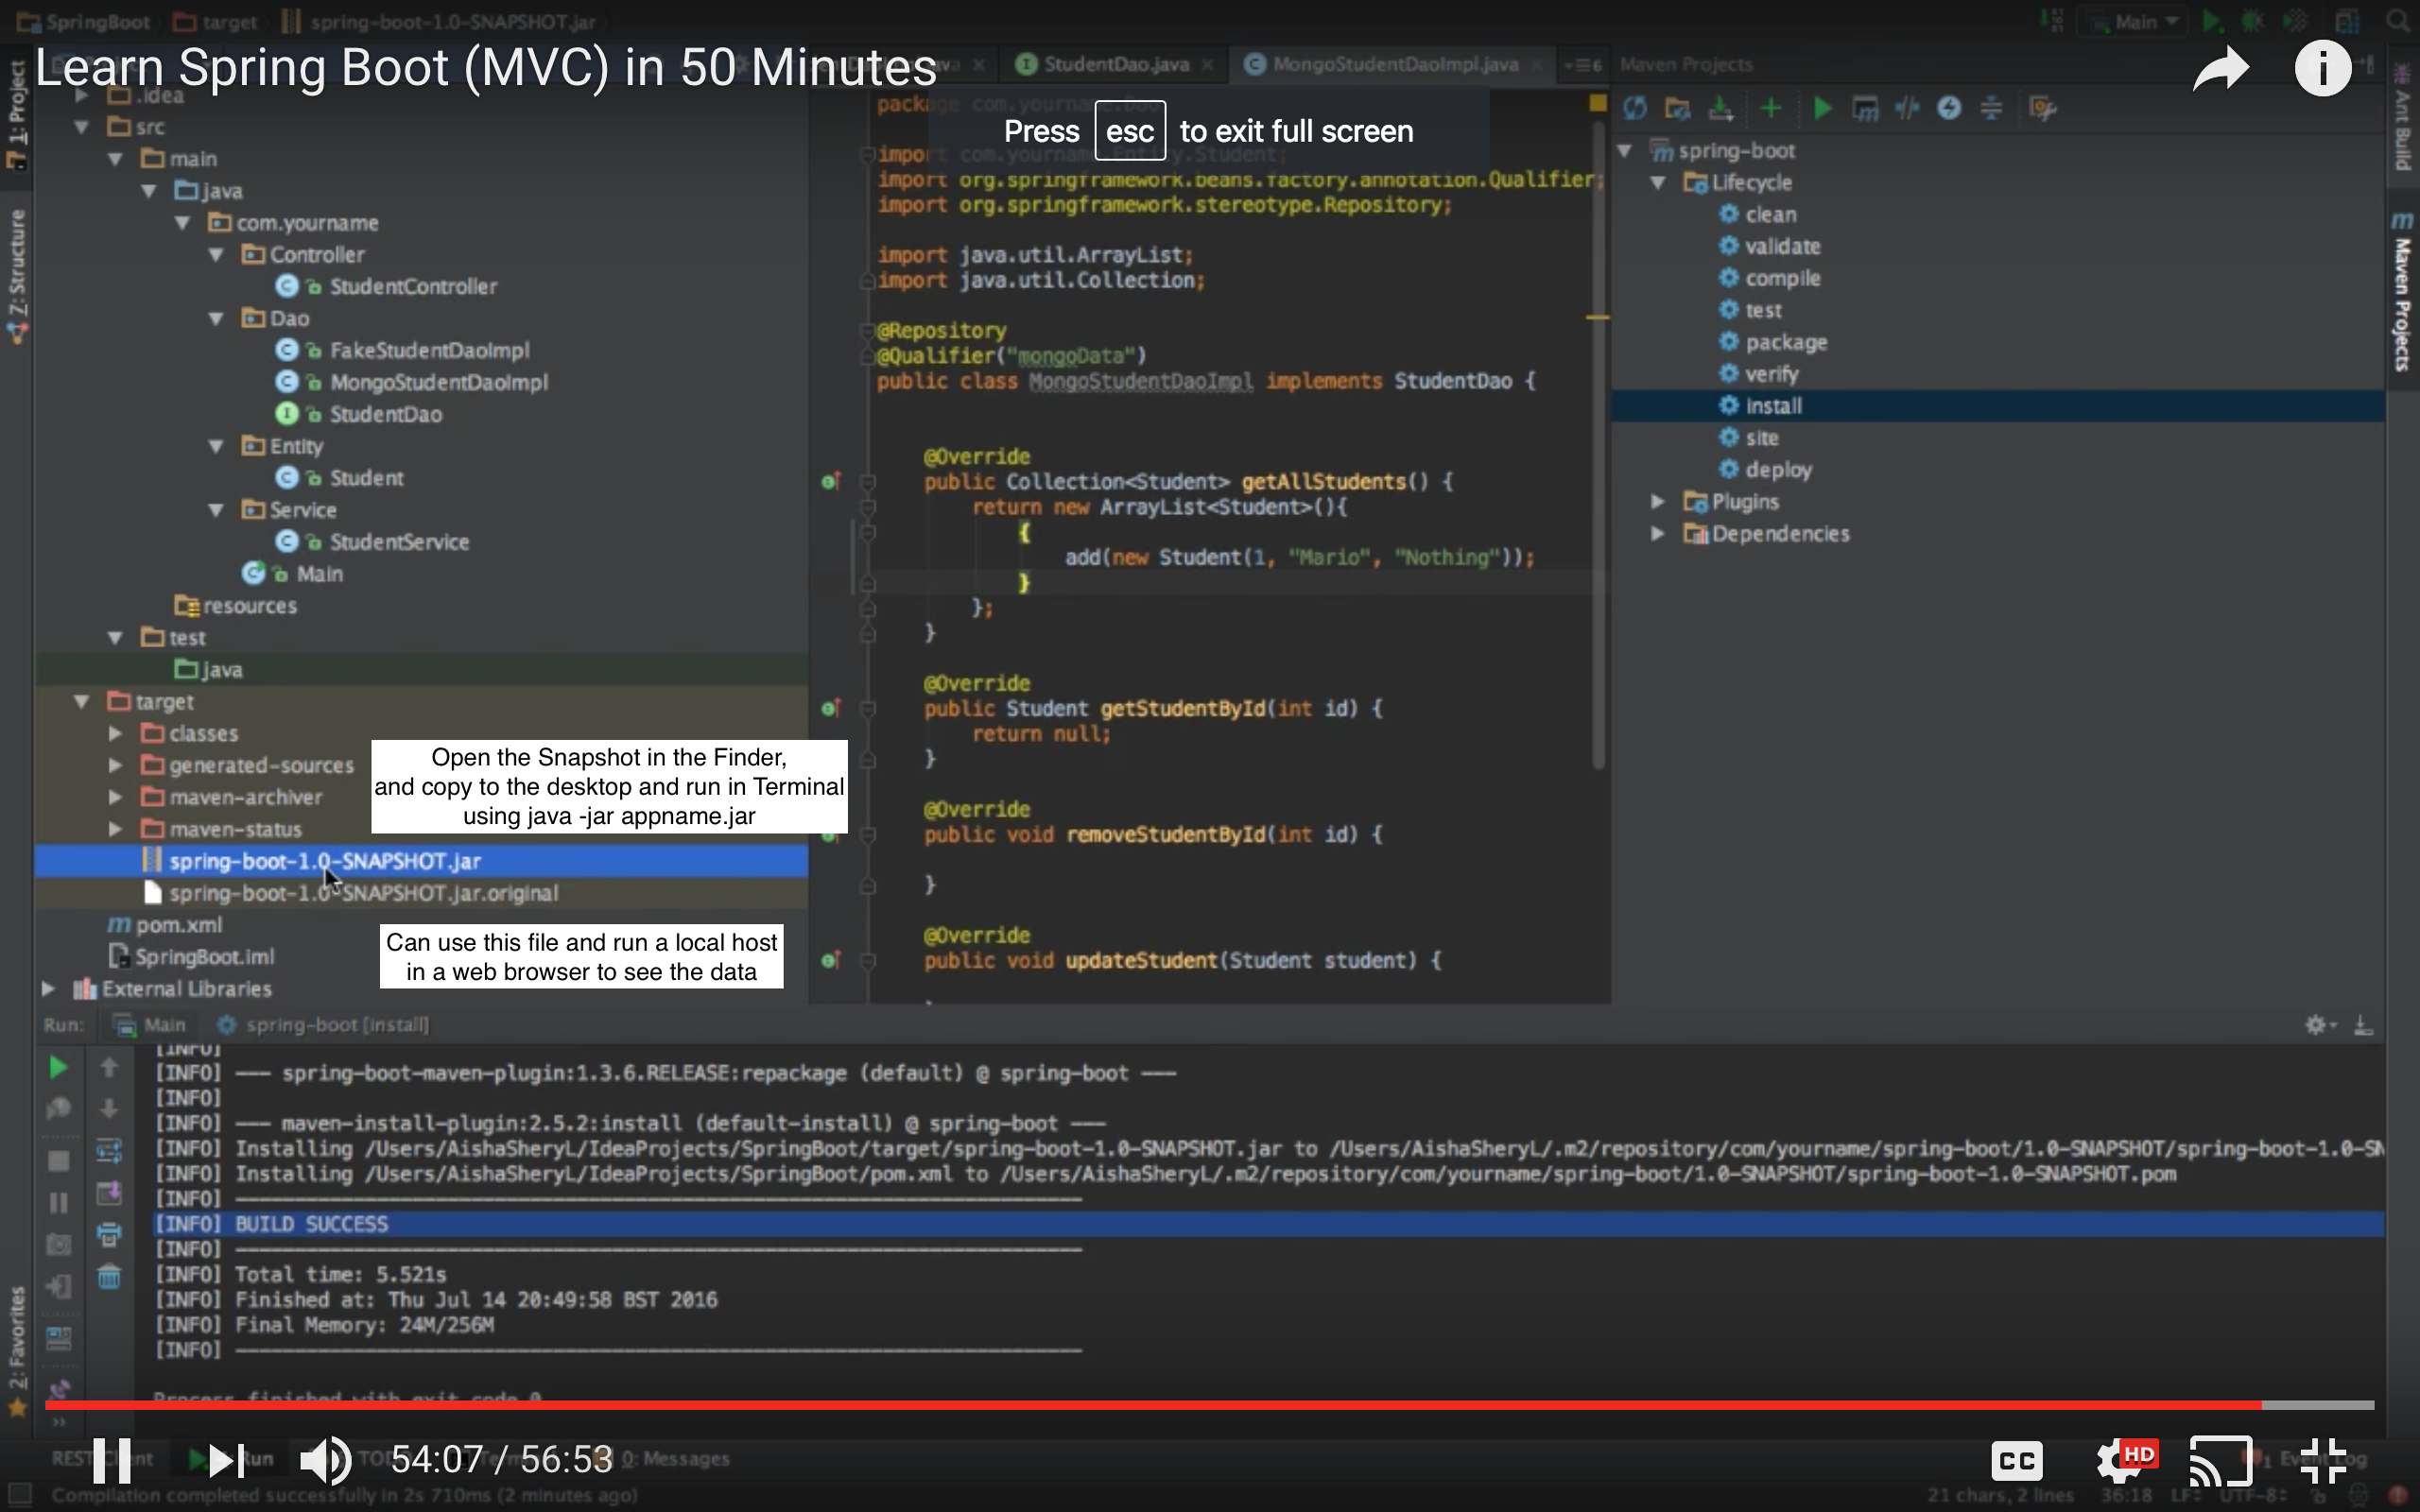 SpringBoot target spring-boot-1.0-SNAPSHOT.jar Main
Learn Spring Boot (MVC) in 50 Minutes
StudentDao.java MongoStudentDaoImpl.java 6 Maven Projects
Press esc to exit full screen
1: Project
Z: Structure
2: Favorites
.idea
src
main
java
com.yourname
Controller
StudentController
Dao
FakeStudentDaoImpl
MongoStudentDaoImpl
StudentDao
Entity
Student
Service
StudentService
Main
resources
test
java
target
classes
generated-sources
maven-archiver
maven-status
spring-boot-1.0-SNAPSHOT.jar
spring-boot-1.0-SNAPSHOT.jar.original
pom.xml
SpringBoot.iml
External Libraries
Open the Snapshot in the Finder,
and copy to the desktop and run in Terminal
using java -jar appname.jar
Can use this file and run a local host
in a web browser to see the data
package com.yourname.
import com.yourname.Entity.Student;
import org.springframework.beans.factory.annotation.Qualifier;
import org.springframework.stereotype.Repository;
import java.util.ArrayList;
import java.util.Collection;
@Repository
@Qualifier("mongoData")
public class MongoStudentDaoImpl implements StudentDao {
@Override
public Collection<Student> getAllStudents() {
return new ArrayList<Student>(){
{
add(new Student(1, "Mario", "Nothing"));
}
};
}
@Override
public Student getStudentById(int id) {
return null;
}
@Override
public void removeStudentById(int id) {
}
@Override
public void updateStudent(Student student) {
spring-boot
Lifecycle
clean
validate
compile
test
package
verify
install
site
deploy
Plugins
Dependencies
Ant Build
Maven Projects
Run: Main spring-boot [install]
[INFO]
[INFO] --- spring-boot-maven-plugin:1.3.6.RELEASE:repackage (default) @ spring-boot ---
[INFO]
[INFO] --- maven-install-plugin:2.5.2:install (default-install) @ spring-boot ---
[INFO] Installing /Users/AishaSheryL/IdeaProjects/SpringBoot/target/spring-boot-1.0-SNAPSHOT.jar to /Users/AishaSheryL/.m2/repository/com/yourname/spring-boot/1.0-SNAPSHOT/spring-boot-1.0-SN
[INFO] Installing /Users/AishaSheryL/IdeaProjects/SpringBoot/pom.xml to /Users/AishaSheryL/.m2/repository/com/yourname/spring-boot/1.0-SNAPSHOT/spring-boot-1.0-SNAPSHOT.pom
[INFO] ------------------------------------------------------------------------
[INFO] BUILD SUCCESS
[INFO] ------------------------------------------------------------------------
[INFO] Total time: 5.521s
[INFO] Finished at: Thu Jul 14 20:49:58 BST 2016
[INFO] Final Memory: 24M/256M
[INFO] ------------------------------------------------------------------------
Process finished with exit code 0
54:07 / 56:53
CC HD
REST Client Run TODO 0: Messages 1 Event Log
Compilation completed successfully in 2s 710ms (2 minutes ago) 21 chars, 2 lines 36:18 LF UTF-8